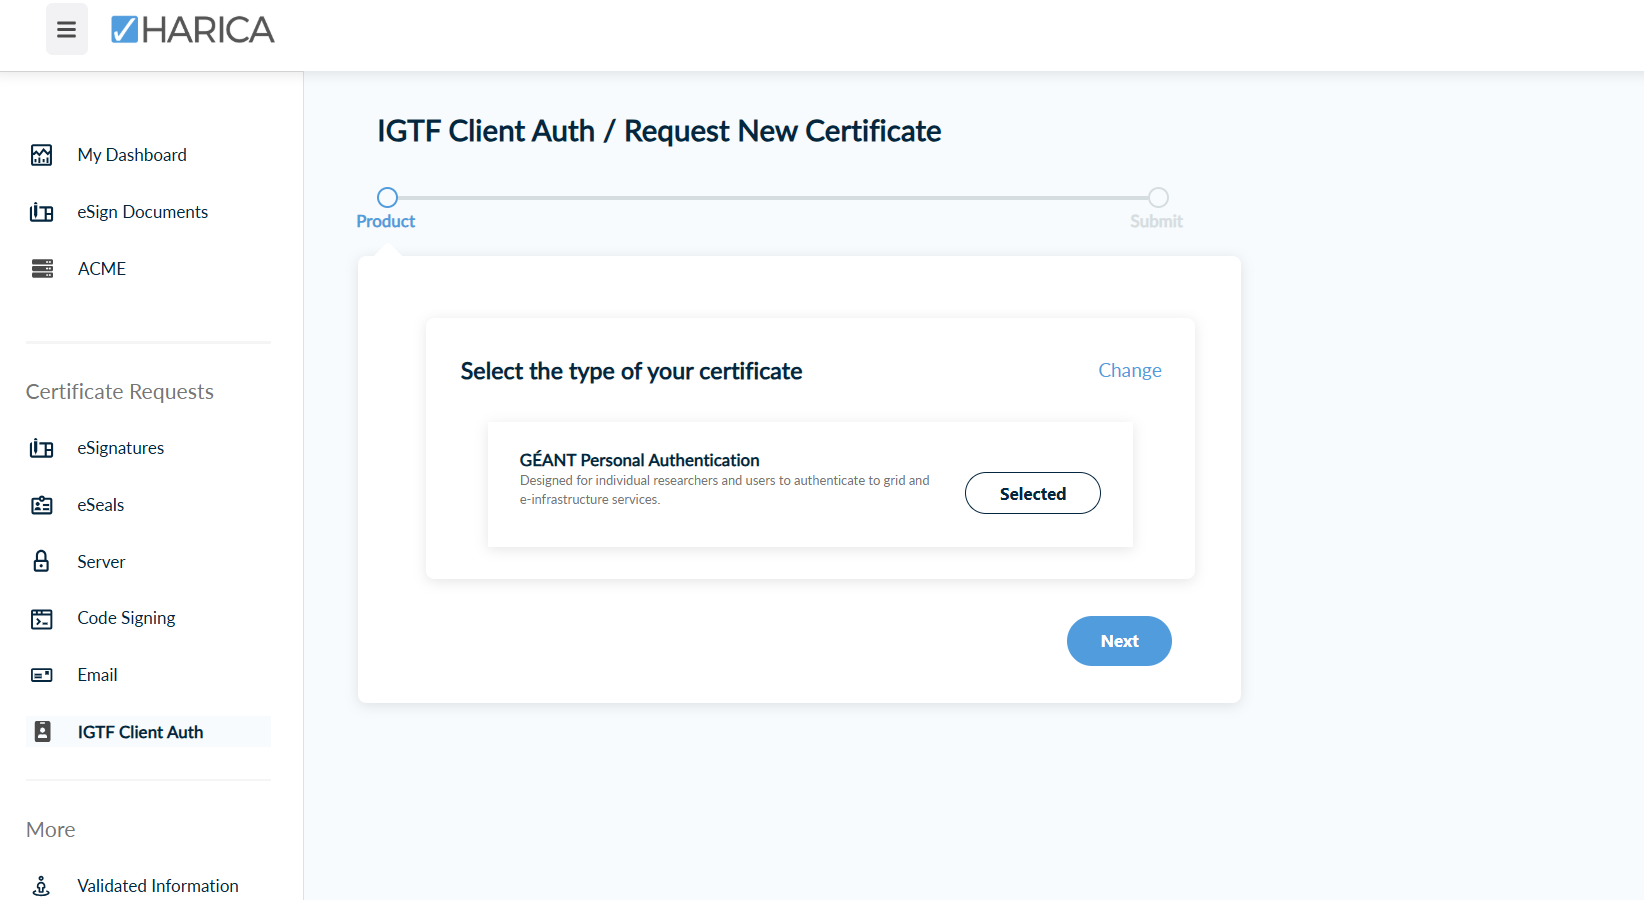 HARICA
My Dashboard
eSign Documents
ACME
Certificate Requests
eSignatures
eSeals
Server
Code Signing
Email
IGTF Client Auth
More
Validated Information
IGTF Client Auth / Request New Certificate
Product
Submit
Select the type of your certificate
Change
GÉANT Personal Authentication
Designed for individual researchers and users to authenticate to grid and
e-infrastructure services.
Selected
Next